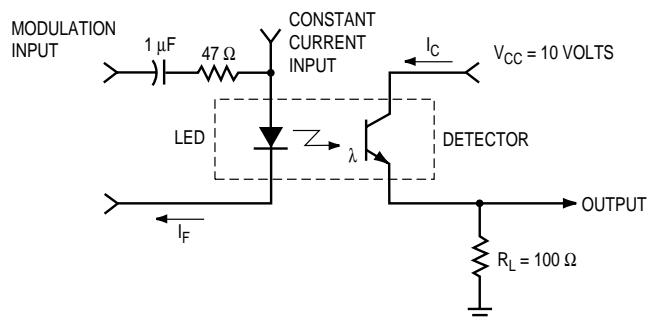 MODULATION
INPUT
CONSTANT
CURRENT
INPUT
1 µF
47 Ω
I_C
V_CC = 10 VOLTS
LED
λ
DETECTOR
I_F
OUTPUT
R_L = 100 Ω